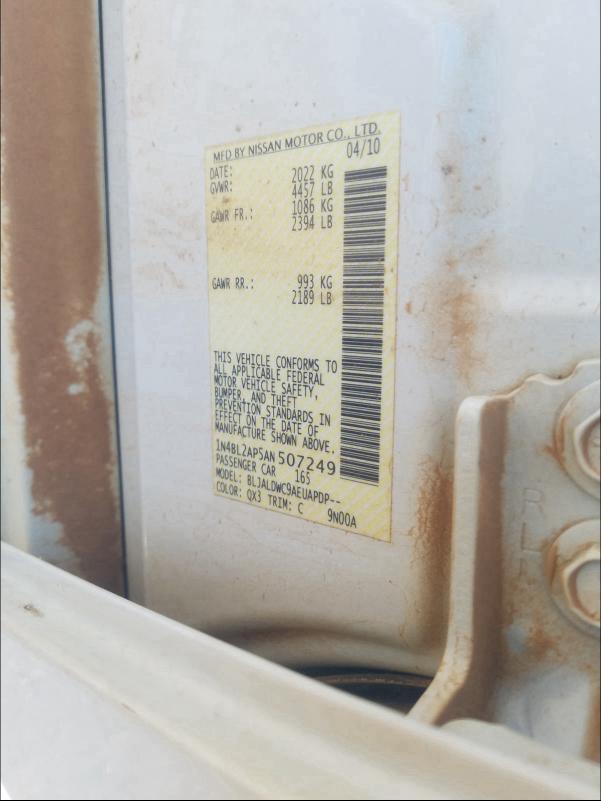 MFD BY NISSAN MOTOR CO., LTD.
DATE: 04/10
GVWR: 2022 KG
4457 LB
GAWR FR.: 1086 KG
2394 LB
GAWR RR.: 993 KG
2189 LB
THIS VEHICLE CONFORMS TO
ALL APPLICABLE FEDERAL
MOTOR VEHICLE SAFETY,
BUMPER, AND THEFT
PREVENTION STANDARDS IN
EFFECT ON THE DATE OF
MANUFACTURE SHOWN ABOVE.
1N4BL2AP5AN 507249
PASSENGER CAR 165
MODEL: BLJALDWC9AEUAPDP--
COLOR: QX3 TRIM: C 9N00A
R
L